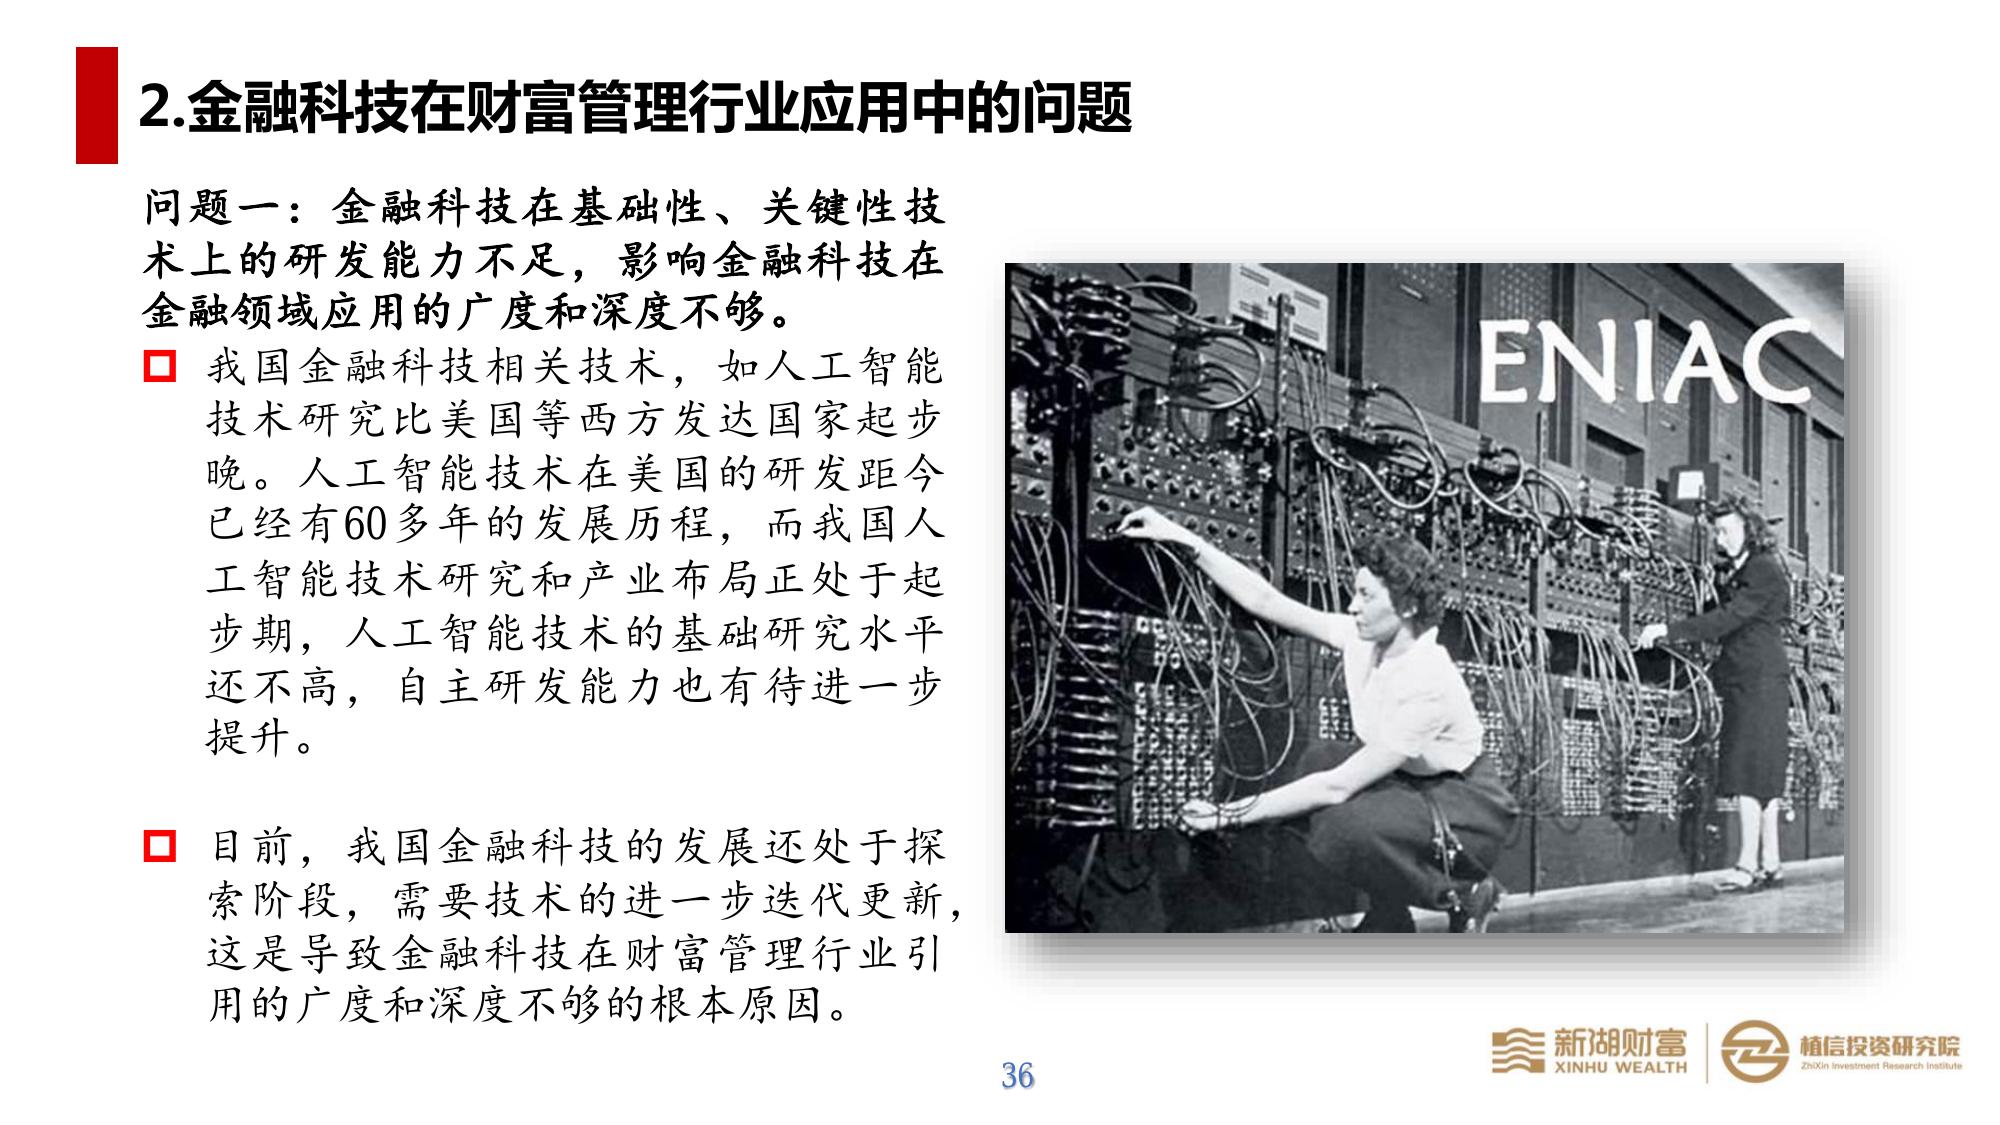 2.金融科技在财富管理行业应用中的问题
问题一：金融科技在基础性、关键性技
术上的研发能力不足，影响金融科技在
金融领域应用的广度和深度不够。
我国金融科技相关技术，如人工智能
技术研究比美国等西方发达国家起步
晚。人工智能技术在美国的研发距今
已经有60多年的发展历程，而我国人
工智能技术研究和产业布局正处于起
步期，人工智能技术的基础研究水平
还不高，自主研发能力也有待进一步
提升。
目前，我国金融科技的发展还处于探
索阶段，需要技术的进一步迭代更新，
这是导致金融科技在财富管理行业引
用的广度和深度不够的根本原因。
ENIAC
36
新湖财富
XINHU WEALTH
植信投资研究院
ZhiXin Investment Research Institute